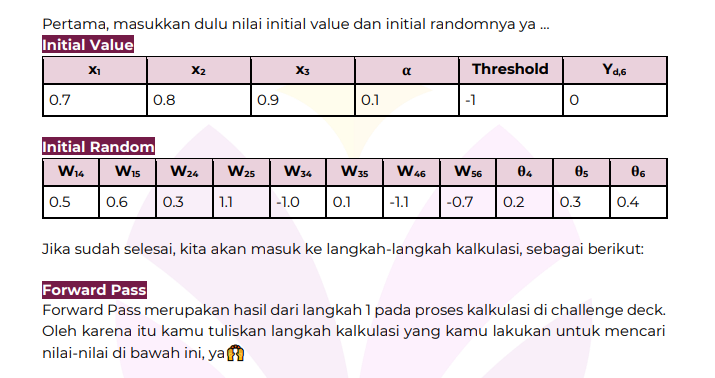 Pertama, masukkan dulu nilai initial value dan initial randomnya ya ...
Initial Value
x₁ x₂ x₃ α Threshold Y_d,6
0.7 0.8 0.9 0.1 -1 0
Initial Random
W₁₄ W₁₅ W₂₄ W₂₅ W₃₄ W₃₅ W₄₆ W₅₆ θ₄ θ₅ θ₆
0.5 0.6 0.3 1.1 -1.0 0.1 -1.1 -0.7 0.2 0.3 0.4
Jika sudah selesai, kita akan masuk ke langkah-langkah kalkulasi, sebagai berikut:
Forward Pass
Forward Pass merupakan hasil dari langkah 1 pada proses kalkulasi di challenge deck.
Oleh karena itu kamu tuliskan langkah kalkulasi yang kamu lakukan untuk mencari
nilai-nilai di bawah ini, ya🙌